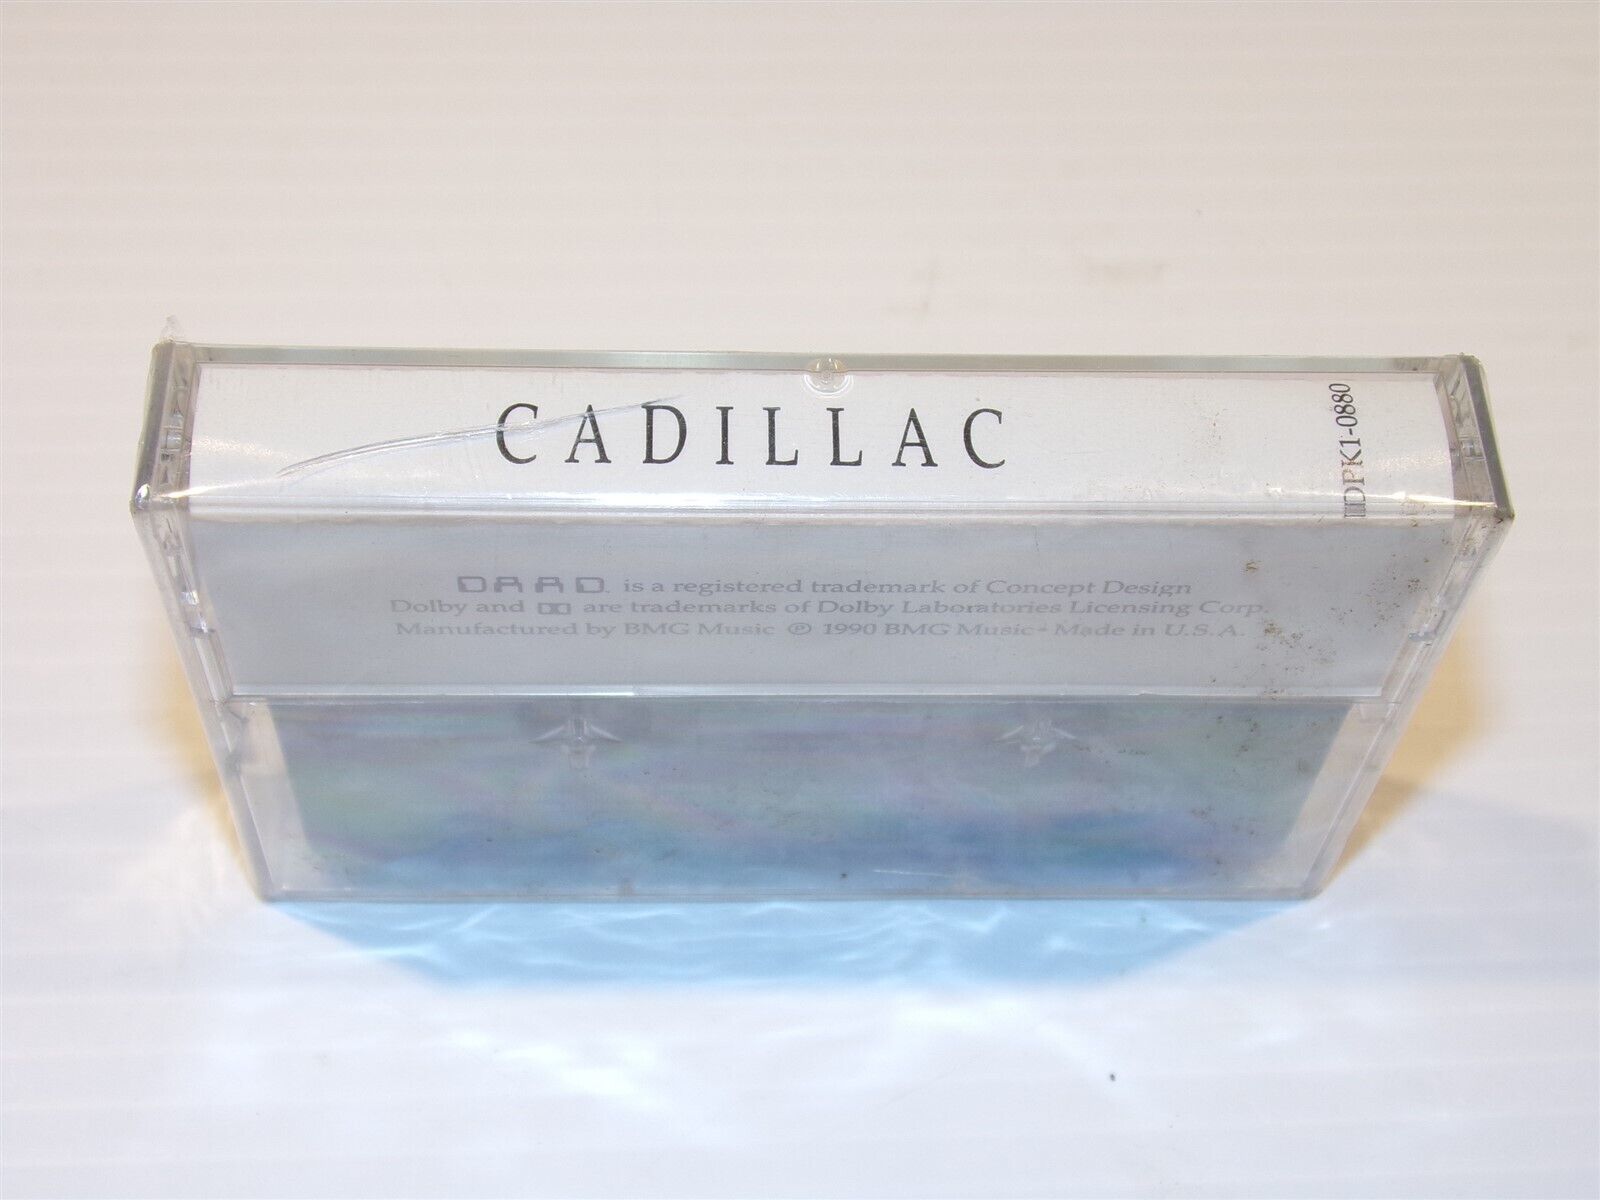 CADILLAC
DPK1-0880
DAAD. is a registered trademark of Concept Design
Dolby and are trademarks of Dolby Laboratories Licensing Corp.
Manufactured by BMG Music ℗ 1990 BMG Music - Made in U.S.A.